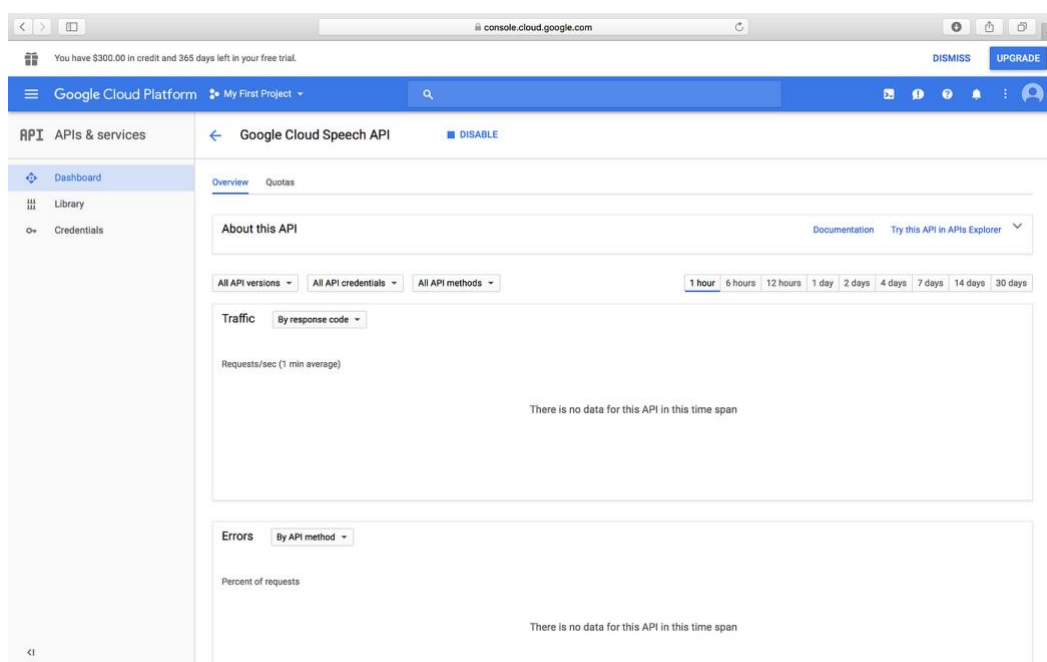 console.cloud.google.com
You have $300.00 in credit and 365 days left in your free trial.
DISMISS
UPGRADE
Google Cloud Platform
My First Project
API APIs & services
Google Cloud Speech API
DISABLE
Dashboard
Library
Credentials
Overview Quotas
About this API
Documentation Try this API in APIs Explorer
All API versions All API credentials All API methods
1 hour 6 hours 12 hours 1 day 2 days 4 days 7 days 14 days 30 days
Traffic By response code
Requests/sec (1 min average)
There is no data for this API in this time span
Errors By API method
Percent of requests
There is no data for this API in this time span